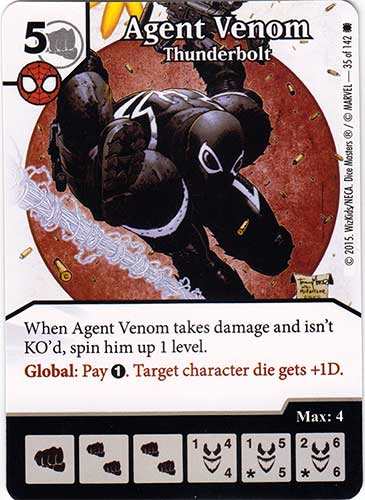 5
Agent Venom
Thunderbolt
35 of 142
© 2015. WizKids/NECA. Dice Masters ® / © MARVEL
When Agent Venom takes damage and isn't
KO'd, spin him up 1 level.
Global: Pay 1. Target character die gets +1D.
Max: 4
1 4 4
1 * 5 5
2 * 6 6